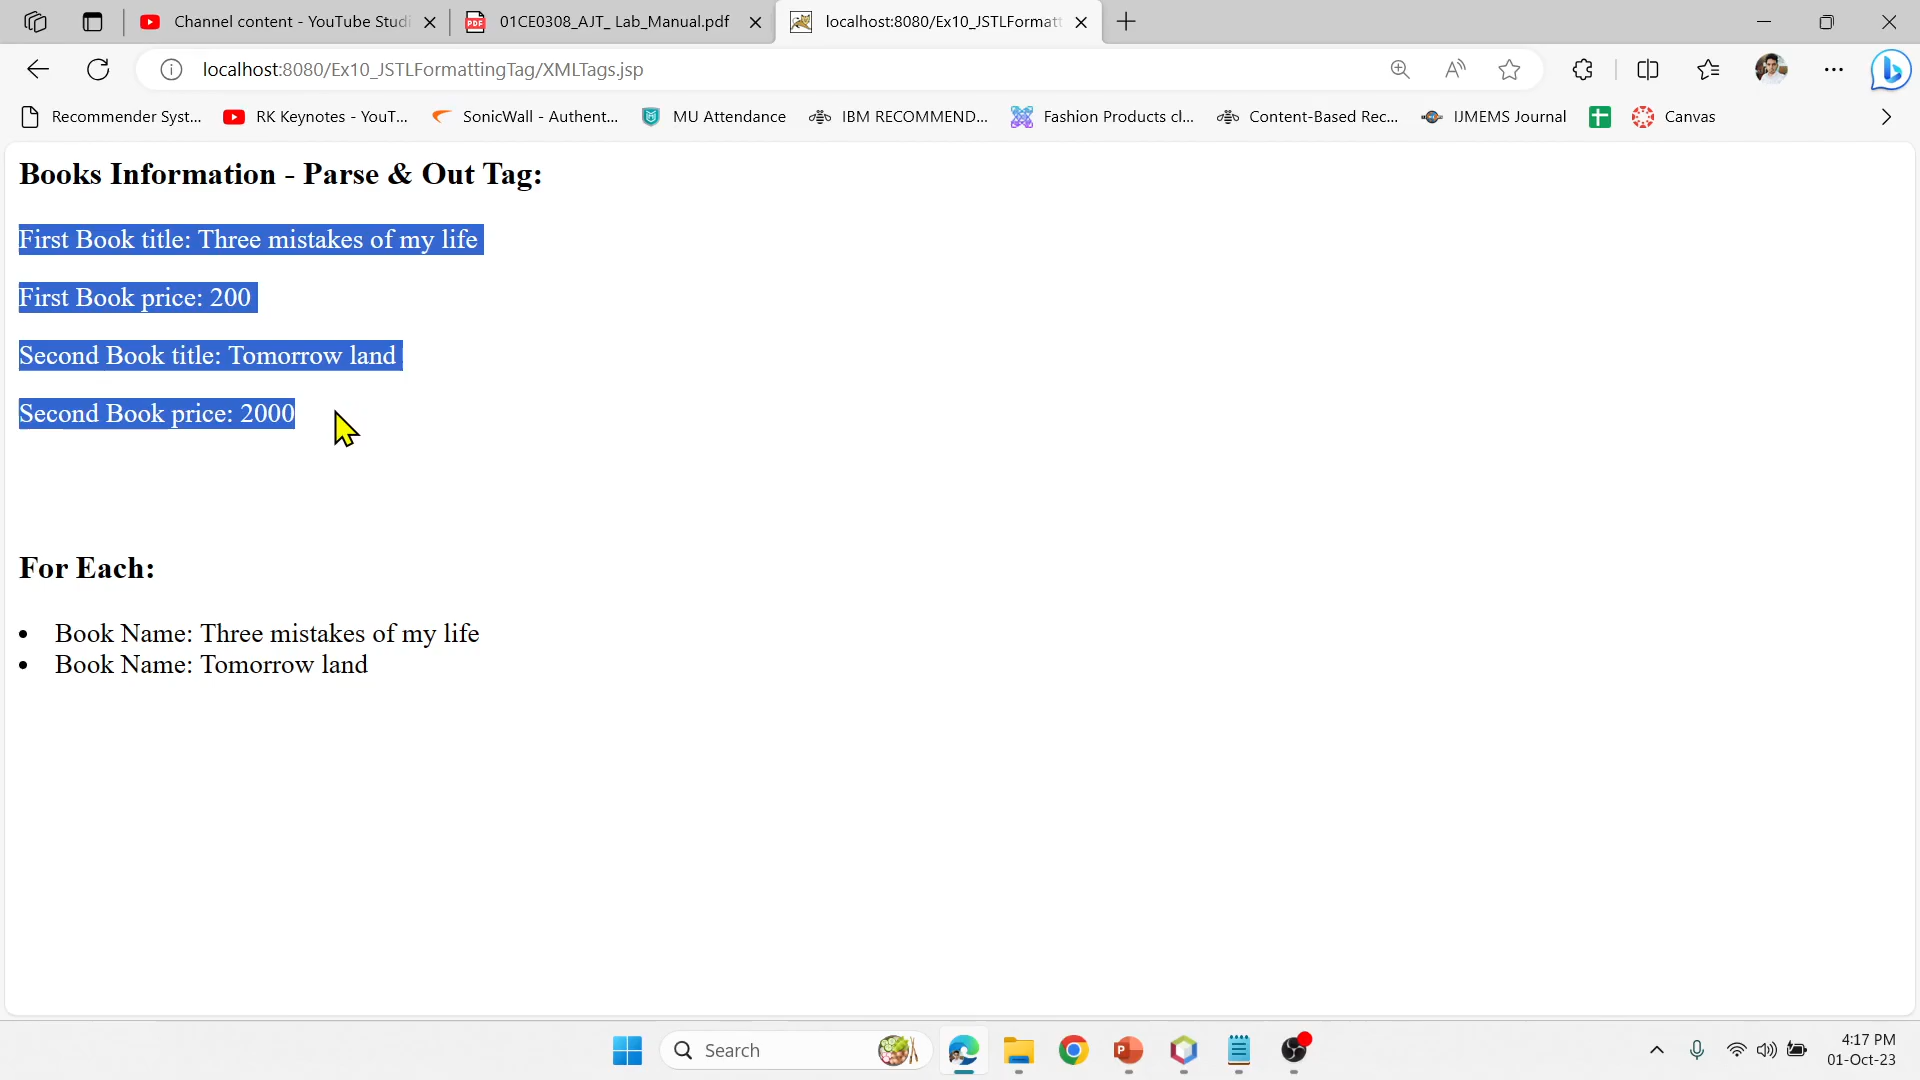 Channel content - YouTube Studi
01CE0308_AJT_ Lab_Manual.pdf
localhost:8080/Ex10_JSTLFormatt
localhost:8080/Ex10_JSTLFormattingTag/XMLTags.jsp
Recommender Syst...
RK Keynotes - YouT...
SonicWall - Authent...
MU Attendance
IBM RECOMMEND...
Fashion Products cl...
Content-Based Rec...
IJMEMS Journal
Canvas
Books Information - Parse & Out Tag:
First Book title: Three mistakes of my life
First Book price: 200
Second Book title: Tomorrow land
Second Book price: 2000
For Each:
• Book Name: Three mistakes of my life
• Book Name: Tomorrow land
Search
4:17 PM
01-Oct-23